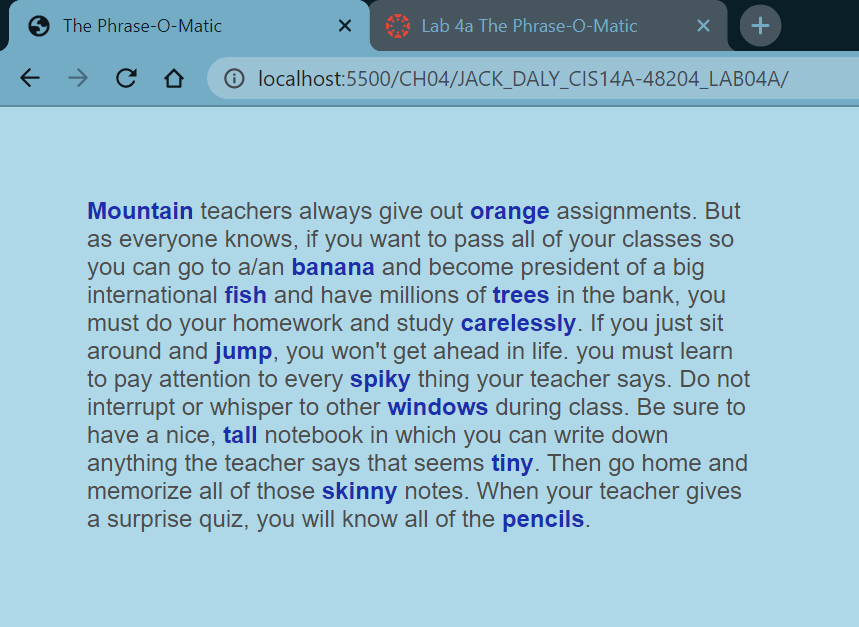 The Phrase-O-Matic
Lab 4a The Phrase-O-Matic
localhost:5500/CH04/JACK_DALY_CIS14A-48204_LAB04A/
Mountain teachers always give out orange assignments. But
as everyone knows, if you want to pass all of your classes so
you can go to a/an banana and become president of a big
international fish and have millions of trees in the bank, you
must do your homework and study carelessly. If you just sit
around and jump, you won't get ahead in life. you must learn
to pay attention to every spiky thing your teacher says. Do not
interrupt or whisper to other windows during class. Be sure to
have a nice, tall notebook in which you can write down
anything the teacher says that seems tiny. Then go home and
memorize all of those skinny notes. When your teacher gives
a surprise quiz, you will know all of the pencils.